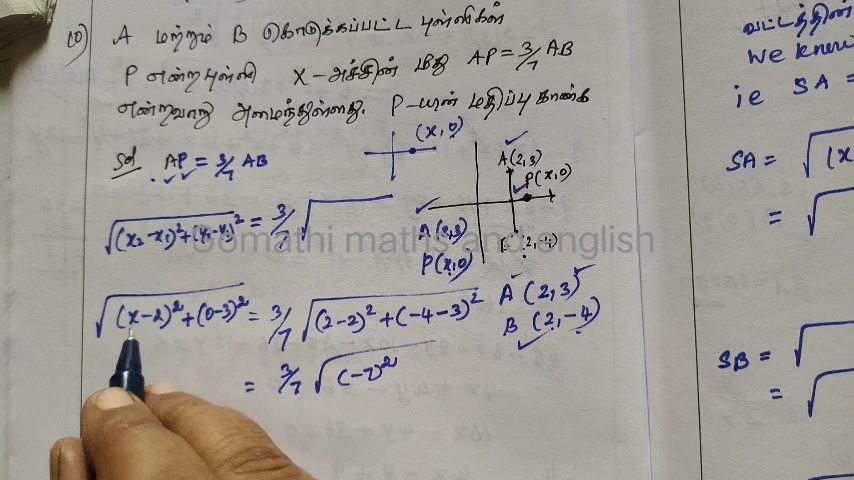 10) A மற்றும் B கொடுக்கப்பட்ட புள்ளிகள்
P என்ற புள்ளி X-அச்சின் மீது AP = 3/7 AB
என்றவாறு அமைந்துள்ளது. P-யின் மதிப்பு காண்க
(x, 0)
Sol AP = 3/7 AB
A(2,3)
P(x,0)
√(x₂-x₁)²+(y₂-y₁)² = 3/7 √
A(2,3)
P(x,0)
(2,-4)
Somathi maths and english
√(x-2)²+(0-3)² = 3/7 √(2-2)²+(-4-3)²
A (2,3)
B (2,-4)
= 3/7 √(-7)²
வட்டத்தின்
we know
ie SA =
SA = √(x
= √
SB = √
= √